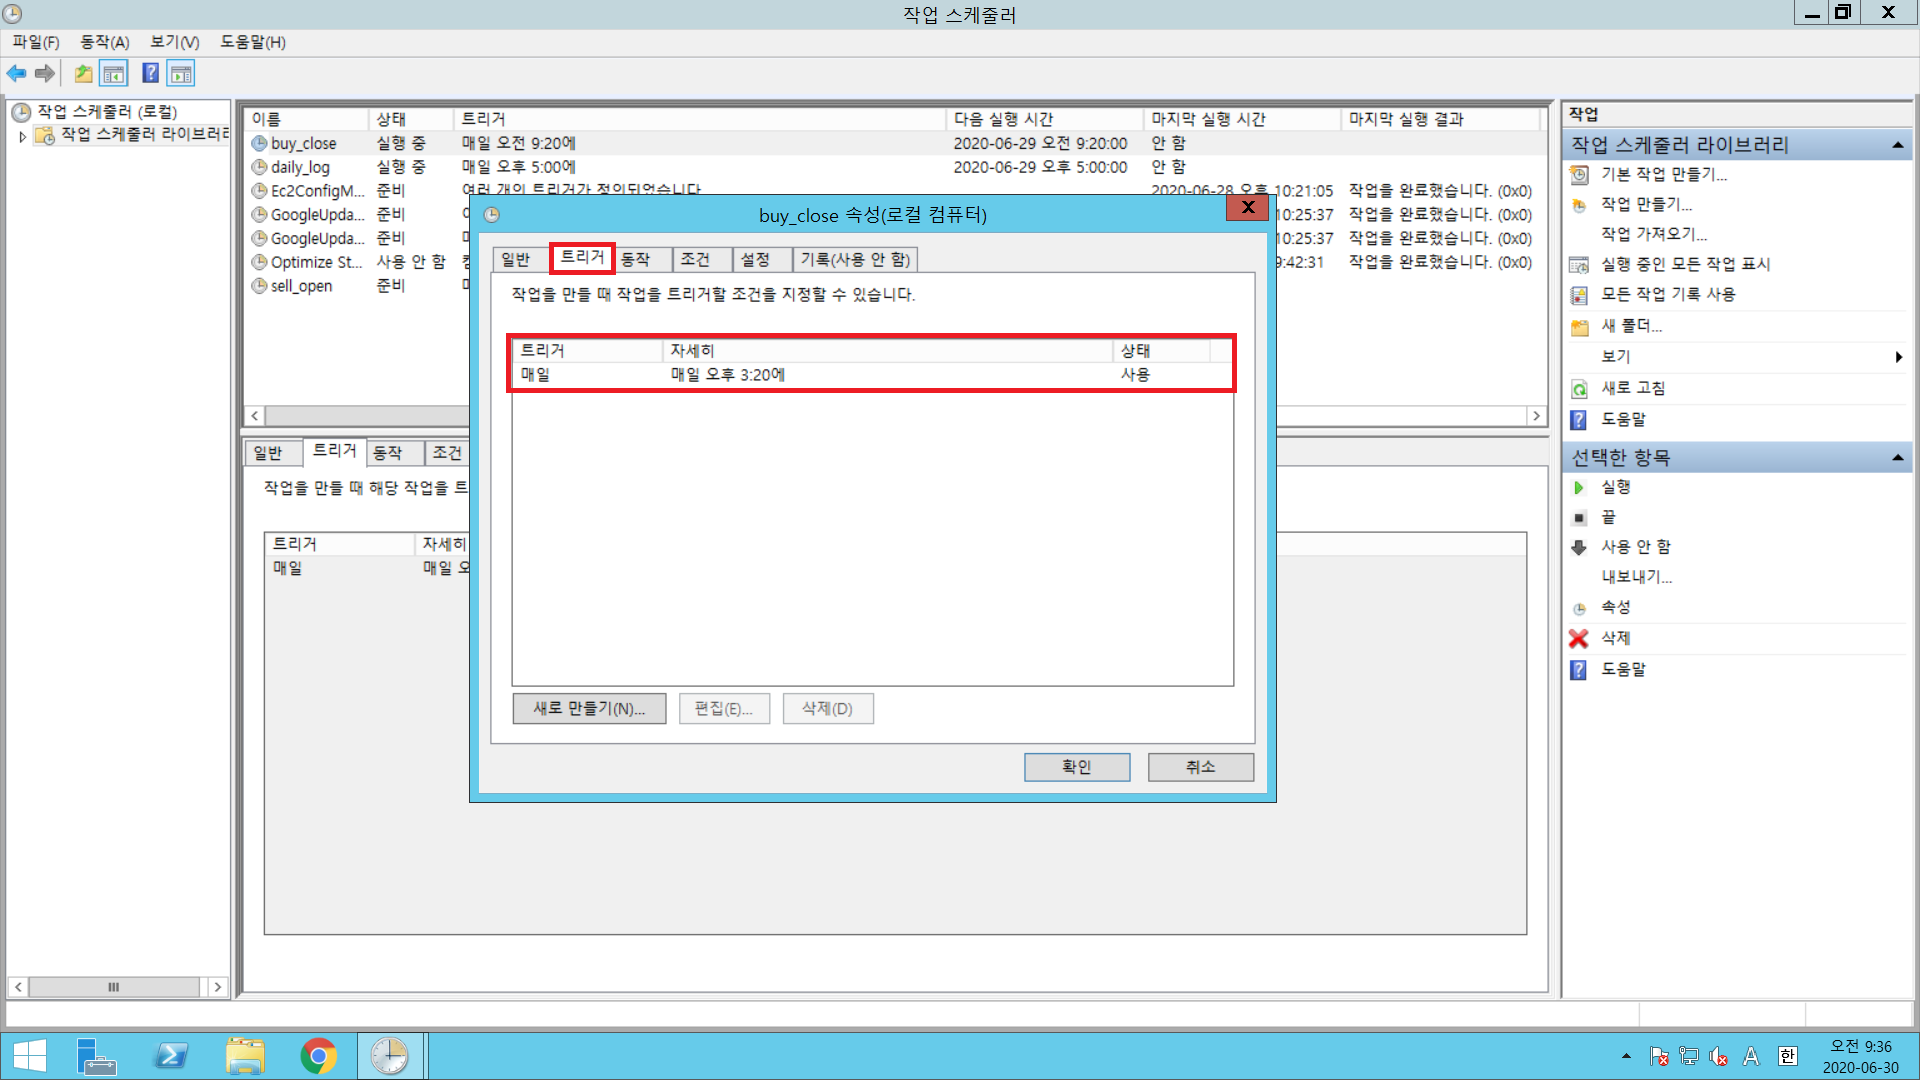 작업 스케줄러
파일(F) 동작(A) 보기(V) 도움말(H)
작업 스케줄러 (로컬)
작업 스케줄러 라이브러리
이름 상태 트리거 다음 실행 시간 마지막 실행 시간 마지막 실행 결과
buy_close 실행 중 매일 오전 9:20에 2020-06-29 오전 9:20:00 안 함
daily_log 실행 중 매일 오후 5:00에 2020-06-29 오후 5:00:00 안 함
Ec2ConfigM... 준비 여러 개의 트리거가 정의되었습니다. 2020-06-28 오후 10:21:05 작업을 완료했습니다. (0x0)
GoogleUpda... 준비 10:25:37 작업을 완료했습니다. (0x0)
GoogleUpda... 준비 10:25:37 작업을 완료했습니다. (0x0)
Optimize St... 사용 안 함 9:42:31 작업을 완료했습니다. (0x0)
sell_open 준비
일반 트리거 동작 조건
작업을 만들 때 해당 작업을 트
트리거 자세히
매일 매일 오
buy_close 속성(로컬 컴퓨터)
일반 트리거 동작 조건 설정 기록(사용 안 함)
작업을 만들 때 작업을 트리거할 조건을 지정할 수 있습니다.
트리거 자세히 상태
매일 매일 오후 3:20에 사용
새로 만들기(N)... 편집(E)... 삭제(D)
확인 취소
작업
작업 스케줄러 라이브러리
기본 작업 만들기...
작업 만들기...
작업 가져오기...
실행 중인 모든 작업 표시
모든 작업 기록 사용
새 폴더...
보기
새로 고침
도움말
선택한 항목
실행
끝
사용 안 함
내보내기...
속성
삭제
도움말
A 한 오전 9:36
2020-06-30